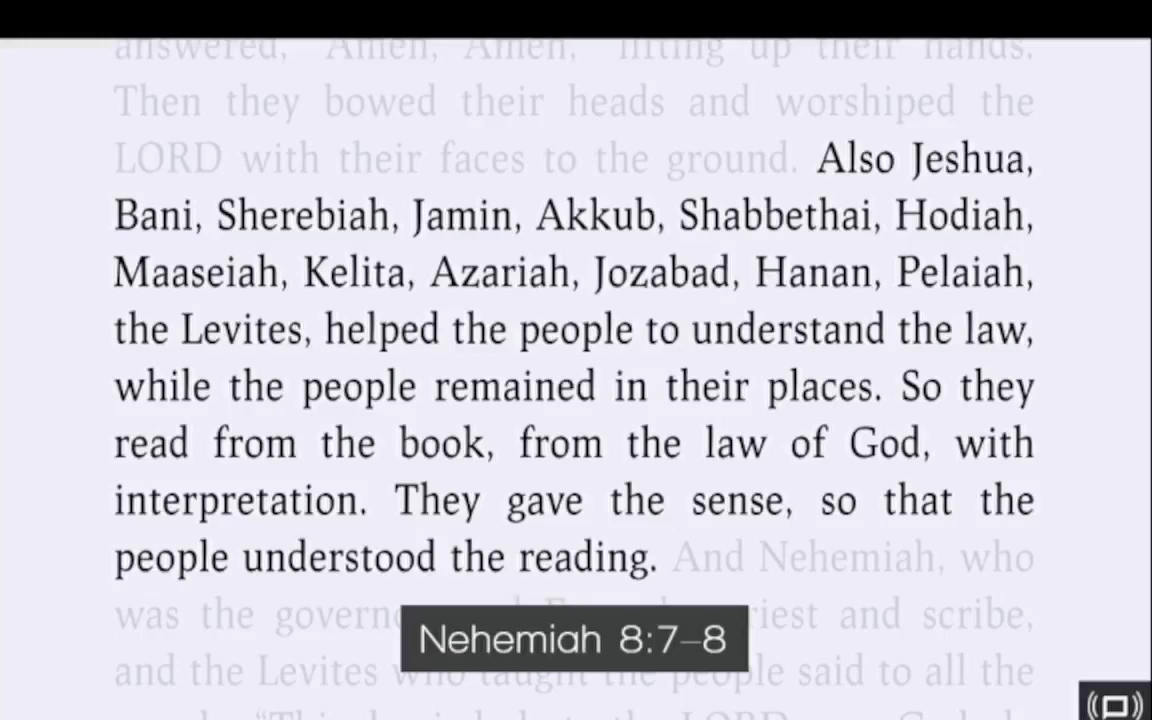 answered, "Amen, Amen," lifting up their hands.
Then they bowed their heads and worshiped the
LORD with their faces to the ground. Also Jeshua,
Bani, Sherebiah, Jamin, Akkub, Shabbethai, Hodiah,
Maaseiah, Kelita, Azariah, Jozabad, Hanan, Pelaiah,
the Levites, helped the people to understand the law,
while the people remained in their places. So they
read from the book, from the law of God, with
interpretation. They gave the sense, so that the
people understood the reading. And Nehemiah, who
was the and scribe,
Nehemiah 8:7–8
and the Levites who taught the people said to all the